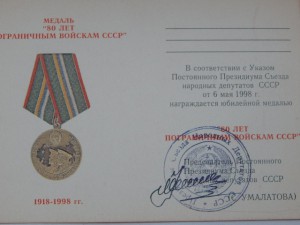 МЕДАЛЬ
"80 ЛЕТ
ПОГРАНИЧНЫМ ВОЙСКАМ СССР"
1918-1998 гг.
В соответствии с Указом
Постоянного Президиума Съезда
народных депутатов СССР
от 6 мая 1998 г.
награждается юбилейной медалью
"80 ЛЕТ
ПОГРАНИЧНЫМ ВОЙСКАМ СССР"
Председатель Постоянного
Президиума Съезда
депутатов СССР
УМАЛАТОВА)